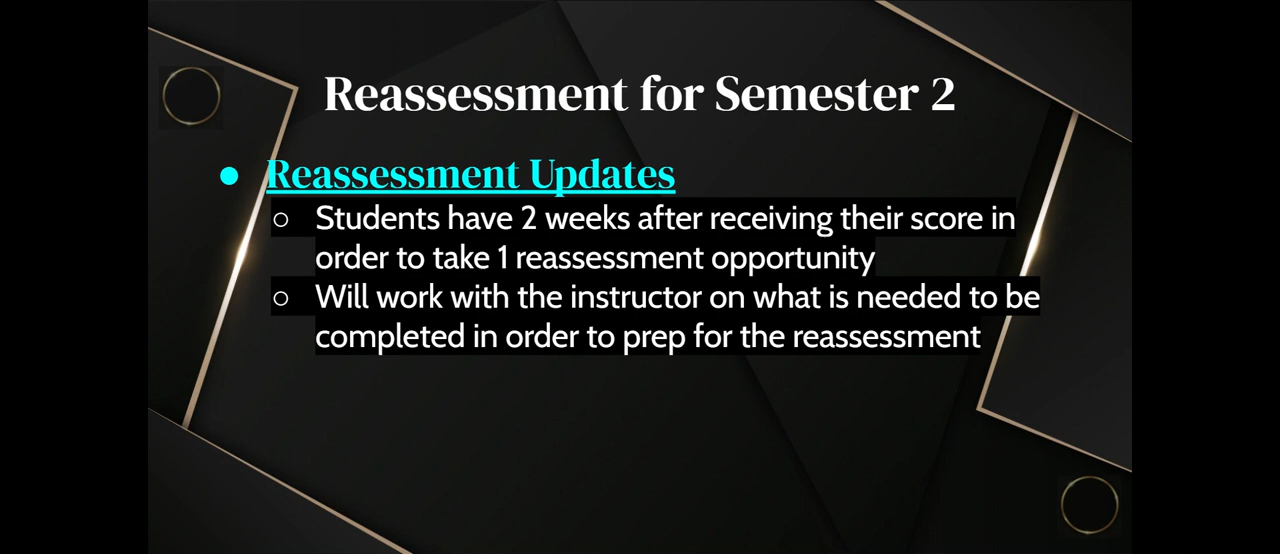 Reassessment for Semester 2
● Reassessment Updates
○ Students have 2 weeks after receiving their score in
order to take 1 reassessment opportunity
○ Will work with the instructor on what is needed to be
completed in order to prep for the reassessment